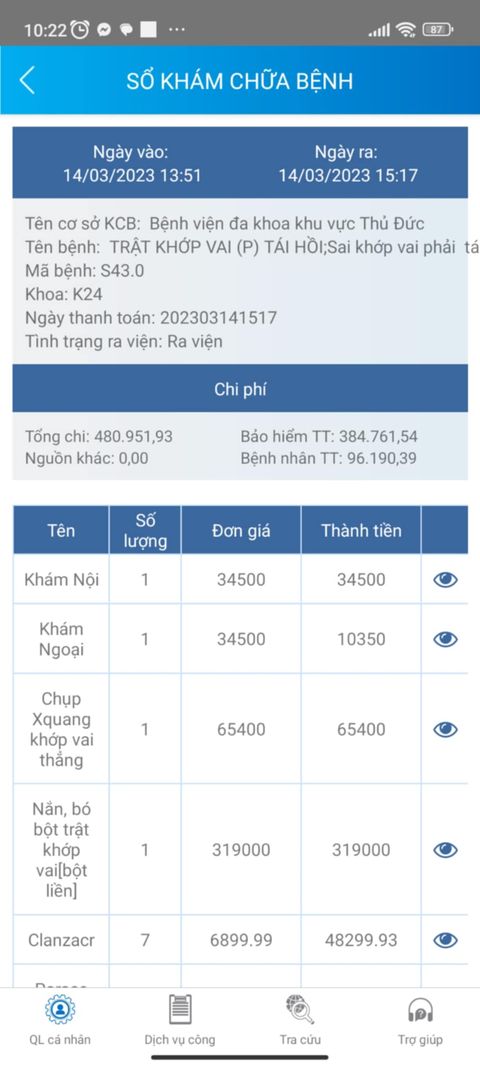 10:22
87
SỔ KHÁM CHỮA BỆNH
Ngày vào:
14/03/2023 13:51
Ngày ra:
14/03/2023 15:17
Tên cơ sở KCB: Bệnh viện đa khoa khu vực Thủ Đức
Tên bệnh: TRẬT KHỚP VAI (P) TÁI HỒI;Sai khớp vai phải tá
Mã bệnh: S43.0
Khoa: K24
Ngày thanh toán: 202303141517
Tình trạng ra viện: Ra viện
Chi phí
Tổng chi: 480.951,93
Bảo hiểm TT: 384.761,54
Nguồn khác: 0,00
Bệnh nhân TT: 96.190,39
Tên
Số
lượng
Đơn giá
Thành tiền
Khám Nội
1
34500
34500
Khám
Ngoại
1
34500
10350
Chụp
Xquang
khớp vai
thẳng
1
65400
65400
Nắn, bó
bột trật
khớp
vai[bột
liền]
1
319000
319000
Clanzacr
7
6899.99
48299.93
QL cá nhân
Dịch vụ công
Tra cứu
Trợ giúp